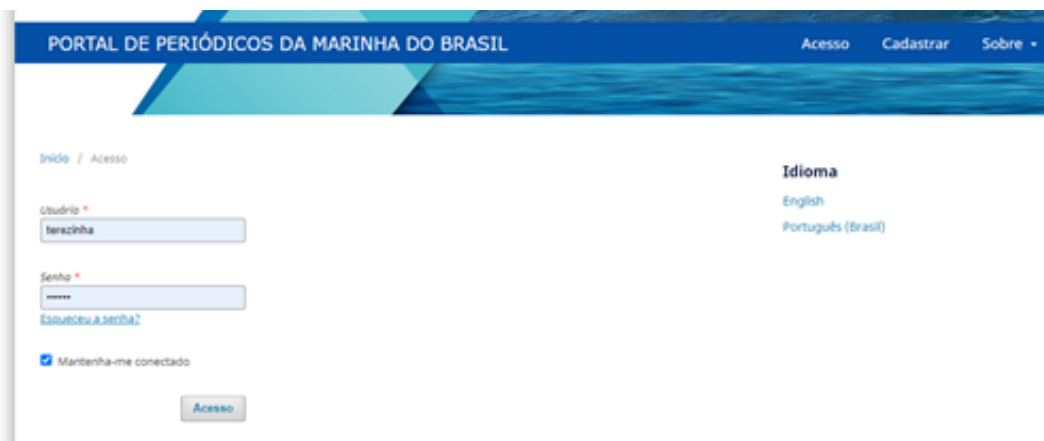 PORTAL DE PERIÓDICOS DA MARINHA DO BRASIL
Acesso Cadastrar Sobre
Início / Acesso
Idioma
English
Português (Brasil)
Usuário *
terezinha
Senha *
••••••
Esqueceu a senha?
Mantenha-me conectado
Acesso